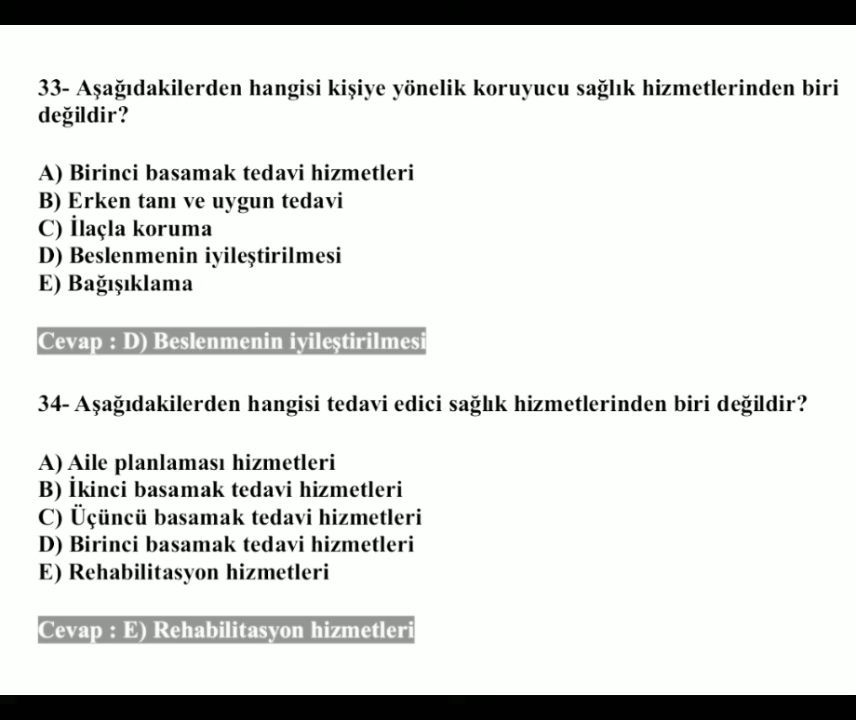 33- Aşağıdakilerden hangisi kişiye yönelik koruyucu sağlık hizmetlerinden biri
değildir?
A) Birinci basamak tedavi hizmetleri
B) Erken tanı ve uygun tedavi
C) İlaçla koruma
D) Beslenmenin iyileştirilmesi
E) Bağışıklama
Cevap : D) Beslenmenin iyileştirilmesi
34- Aşağıdakilerden hangisi tedavi edici sağlık hizmetlerinden biri değildir?
A) Aile planlaması hizmetleri
B) İkinci basamak tedavi hizmetleri
C) Üçüncü basamak tedavi hizmetleri
D) Birinci basamak tedavi hizmetleri
E) Rehabilitasyon hizmetleri
Cevap : E) Rehabilitasyon hizmetleri